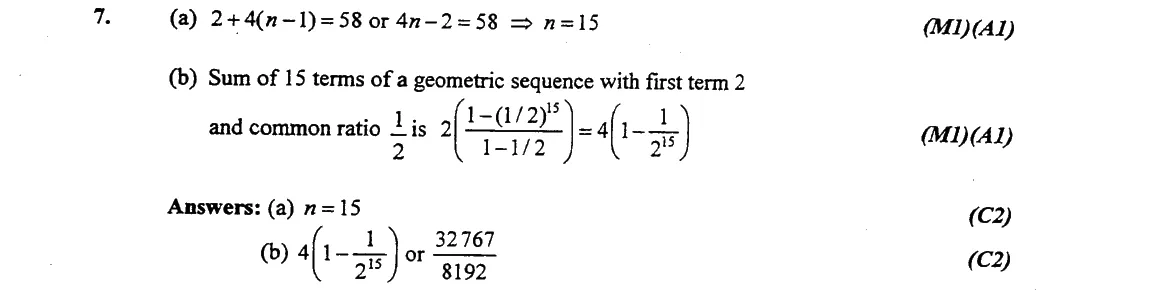 7. (a) 2+4(n−1)=58 or 4n−2=58 ⇒ n=15 (M1)(A1)
(b) Sum of 15 terms of a geometric sequence with first term 2
and common ratio 1/2 is 2((1−(1/2)^15)/(1−1/2))=4(1−1/2^15) (M1)(A1)
Answers: (a) n=15 (C2)
(b) 4(1−1/2^15) or 32767/8192 (C2)